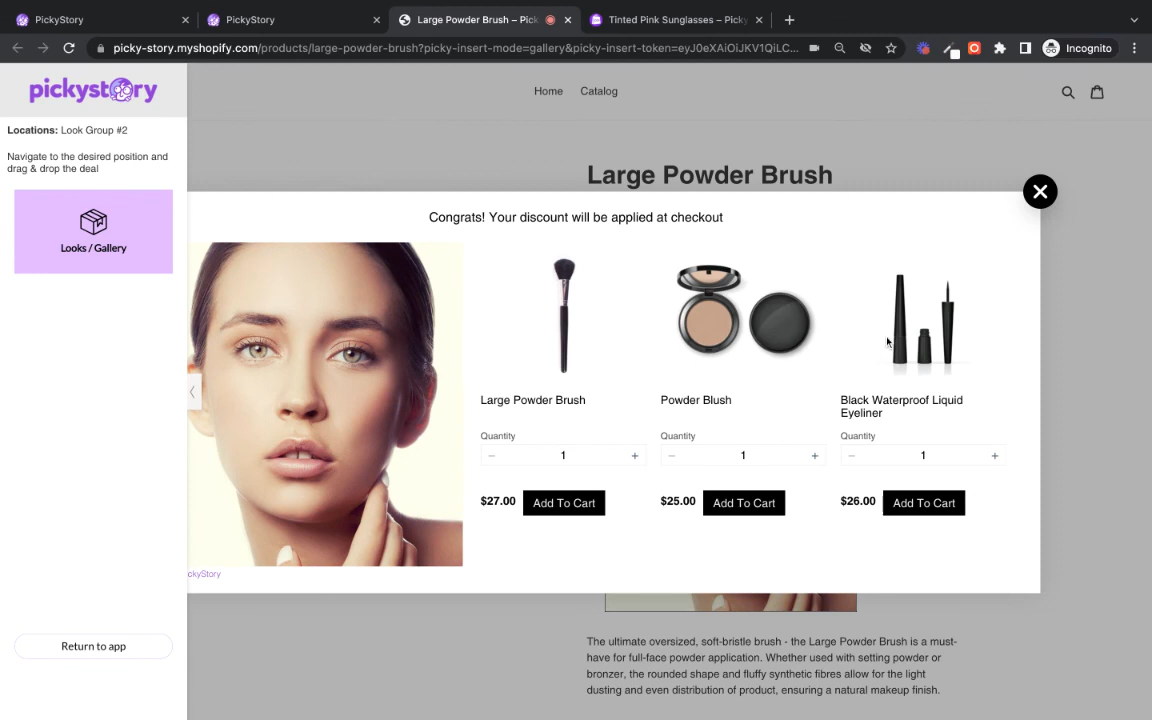 PickyStory
PickyStory
Large Powder Brush – Pick
Tinted Pink Sunglasses – Picky
picky-story.myshopify.com/products/large-powder-brush?picky-insert-mode=gallery&picky-insert-token=eyJ0eXAiOiJKV1QiLC...
Incognito
pickystory
Home
Catalog
Locations: Look Group #2
Navigate to the desired position and
drag & drop the deal
Looks / Gallery
Return to app
Large Powder Brush
Congrats! Your discount will be applied at checkout
Large Powder Brush
Quantity
− 1 +
$27.00 Add To Cart
Powder Blush
Quantity
− 1 +
$25.00 Add To Cart
Black Waterproof Liquid
Eyeliner
Quantity
− 1 +
$26.00 Add To Cart
ckyStory
The ultimate oversized, soft-bristle brush - the Large Powder Brush is a must-
have for full-face powder application. Whether used with setting powder or
bronzer, the rounded shape and fluffy synthetic fibres allow for the light
dusting and even distribution of product, ensuring a natural makeup finish.